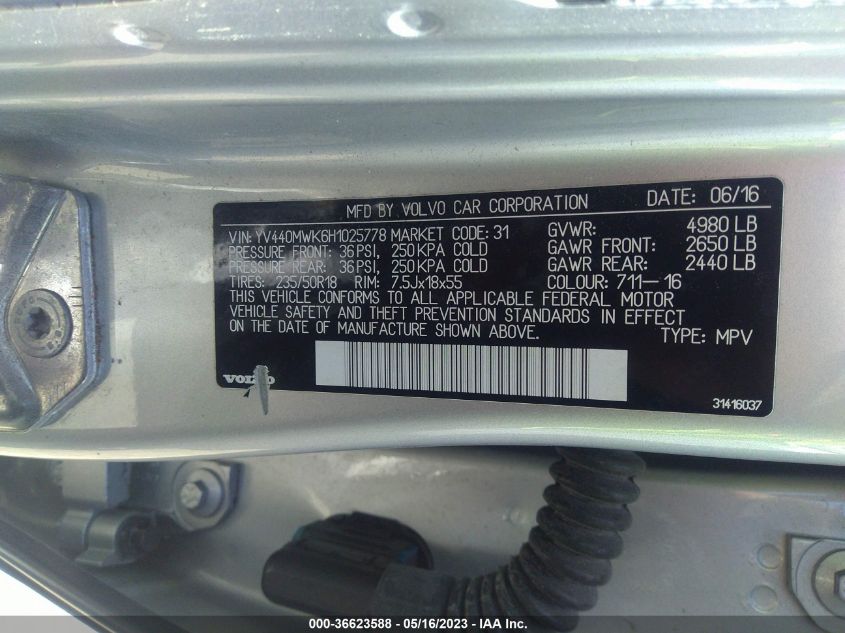 MFD BY VOLVO CAR CORPORATION DATE: 06/16
VIN: YV440MWK6H1025778 MARKET CODE: 31 GVWR: 4980 LB
PRESSURE FRONT: 36 PSI, 250 KPA COLD GAWR FRONT: 2650 LB
PRESSURE REAR: 36 PSI, 250 KPA COLD GAWR REAR: 2440 LB
TIRES: 235/50R18 RIM: 7.5Jx18x55 COLOUR: 711-16
THIS VEHICLE CONFORMS TO ALL APPLICABLE FEDERAL MOTOR
VEHICLE SAFETY AND THEFT PREVENTION STANDARDS IN EFFECT
ON THE DATE OF MANUFACTURE SHOWN ABOVE. TYPE: MPV
VOLVO
31416037
000-36623588 - 05/16/2023 - IAA Inc.